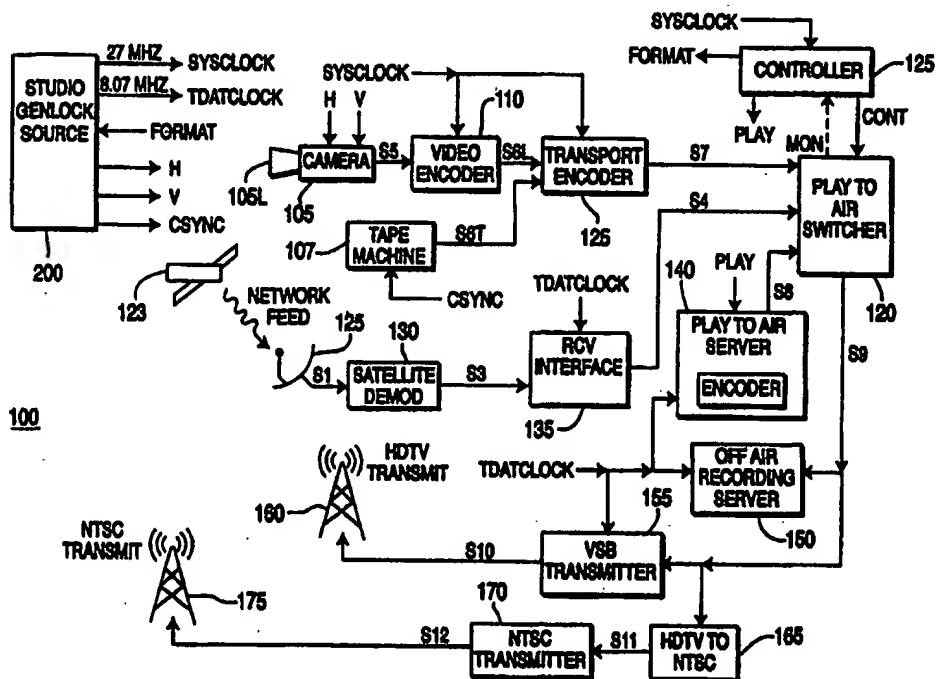 SYSCLOCK
27 MHZ
SYSCLOCK
STUDIO
GENLOCK
SOURCE
8.07 MHZ
TDATCLOCK
FORMAT
H
V
CSYNC
200
SYSCLOCK
H V
110
105L
CAMERA
105
S5
VIDEO
ENCODER
S6L
TRANSPORT
ENCODER
125
S7
FORMAT
CONTROLLER
125
PLAY
MON
CONT
107
TAPE
MACHINE
S6T
CSYNC
S4
PLAY TO
AIR
SWITCHER
120
123
NETWORK
FEED
125
S1
130
SATELLITE
DEMOD
S3
TDATCLOCK
RCV
INTERFACE
135
140
PLAY
S8
PLAY TO AIR
SERVER
ENCODER
S9
100
HDTV
TRANSMIT
160
TDATCLOCK
OFF AIR
RECORDING
SERVER
150
155
VSB
TRANSMITTER
S10
NTSC
TRANSMIT
175
170
NTSC
TRANSMITTER
S12
S11
HDTV TO
NTSC
165